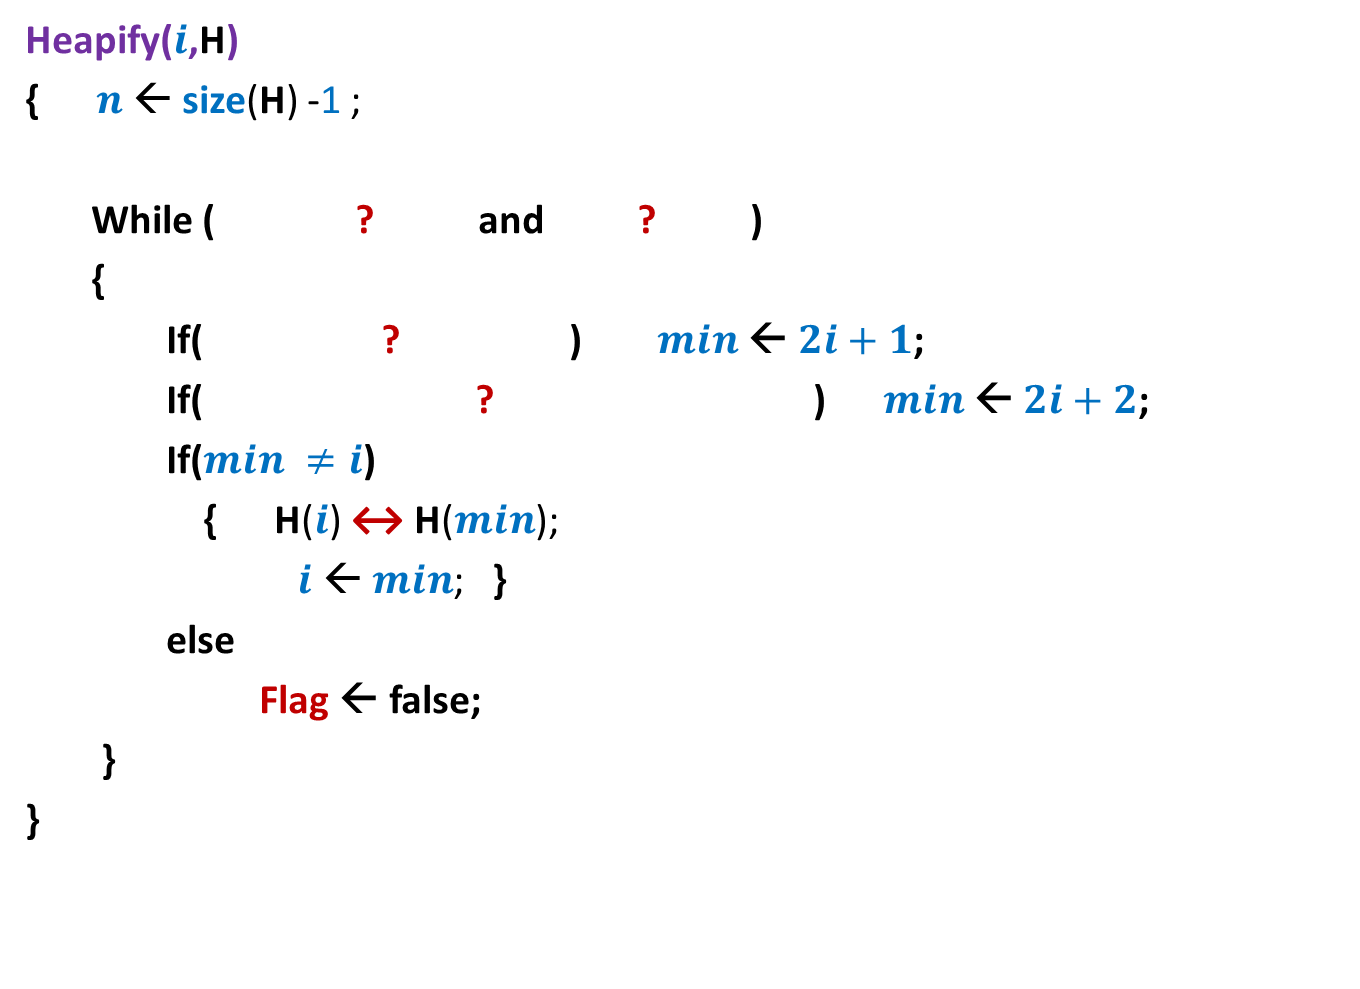 Heapify(i,H)
{ n ← size(H) -1 ;
While ( ? and ? )
{
If( ? ) min ← 2i + 1;
If( ? ) min ← 2i + 2;
If(min ≠ i)
{ H(i) ↔ H(min);
i ← min; }
else
Flag ← false;
}
}